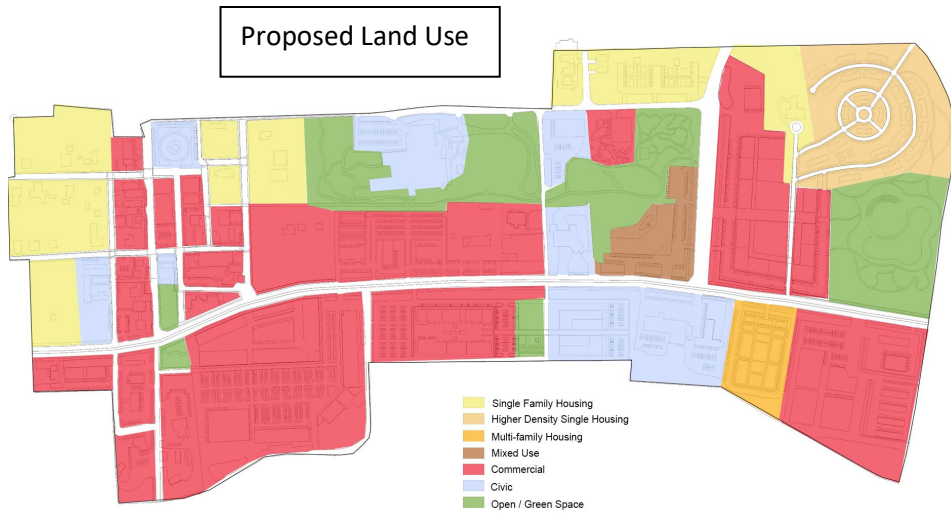 Proposed Land Use
Single Family Housing
Higher Density Single Housing
Multi-family Housing
Mixed Use
Commercial
Civic
Open / Green Space